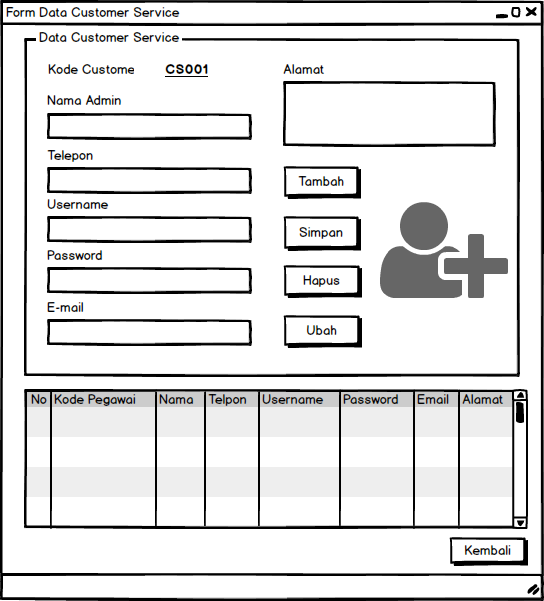 Form Data Customer Service
Data Customer Service
Kode Custome CS001
Alamat
Nama Admin
Telepon
Tambah
Username
Simpan
Password
Hapus
E-mail
Ubah
No Kode Pegawai Nama Telpon Username Password Email Alamat
Kembali